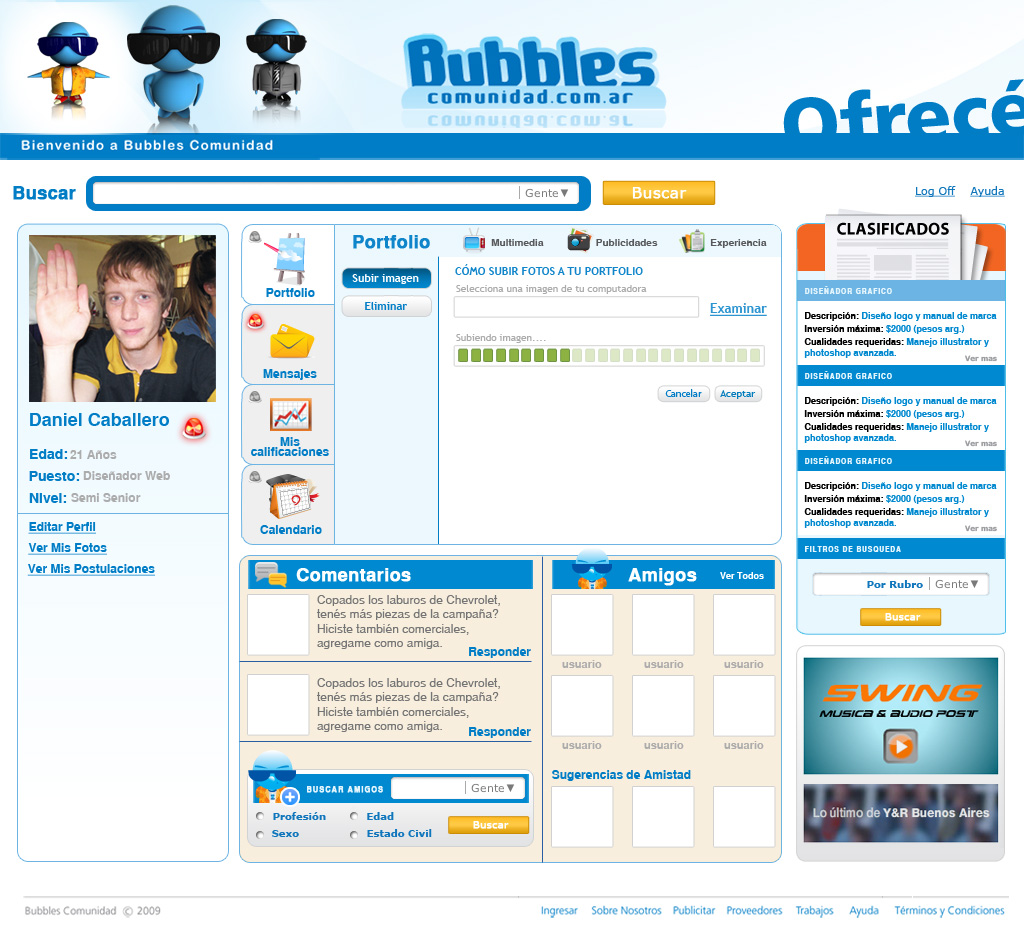 Bubbles
comunidad.com.ar
Ofrecé
Bienvenido a Bubbles Comunidad
Buscar
Gente▼
Buscar
Log Off
Ayuda
Daniel Caballero
Edad: 21 Años
Puesto: Diseñador Web
Nivel: Semi Senior
Editar Perfil
Ver Mis Fotos
Ver Mis Postulaciones
Portfolio
Mensajes
Mis
calificaciones
Calendario
Portfolio
Multimedia
Publicidades
Experiencia
Subir imagen
Eliminar
CÓMO SUBIR FOTOS A TU PORTFOLIO
Selecciona una imagen de tu computadora
Examinar
Subiendo imagen....
Cancelar
Aceptar
Comentarios
Copados los laburos de Chevrolet,
tenés más piezas de la campaña?
Hiciste también comerciales,
agregame como amiga.
Responder
Copados los laburos de Chevrolet,
tenés más piezas de la campaña?
Hiciste también comerciales,
agregame como amiga.
Responder
BUSCAR AMIGOS
Gente▼
Profesión
Edad
Sexo
Estado Civil
Buscar
Amigos
Ver Todos
usuario
usuario
usuario
usuario
usuario
usuario
Sugerencias de Amistad
CLASIFICADOS
DISEÑADOR GRAFICO
Descripción: Diseño logo y manual de marca
Inversión máxima: $2000 (pesos arg.)
Cualidades requeridas: Manejo illustrator y
photoshop avanzada.
Ver mas
DISEÑADOR GRAFICO
Descripción: Diseño logo y manual de marca
Inversión máxima: $2000 (pesos arg.)
Cualidades requeridas: Manejo illustrator y
photoshop avanzada.
Ver mas
DISEÑADOR GRAFICO
Descripción: Diseño logo y manual de marca
Inversión máxima: $2000 (pesos arg.)
Cualidades requeridas: Manejo illustrator y
photoshop avanzada.
Ver mas
FILTROS DE BUSQUEDA
Por Rubro
Gente▼
Buscar
SWING
MUSICA & AUDIO POST
Lo último de Y&R Buenos Aires
Bubbles Comunidad © 2009
Ingresar
Sobre Nosotros
Publicitar
Proveedores
Trabajos
Ayuda
Términos y Condiciones